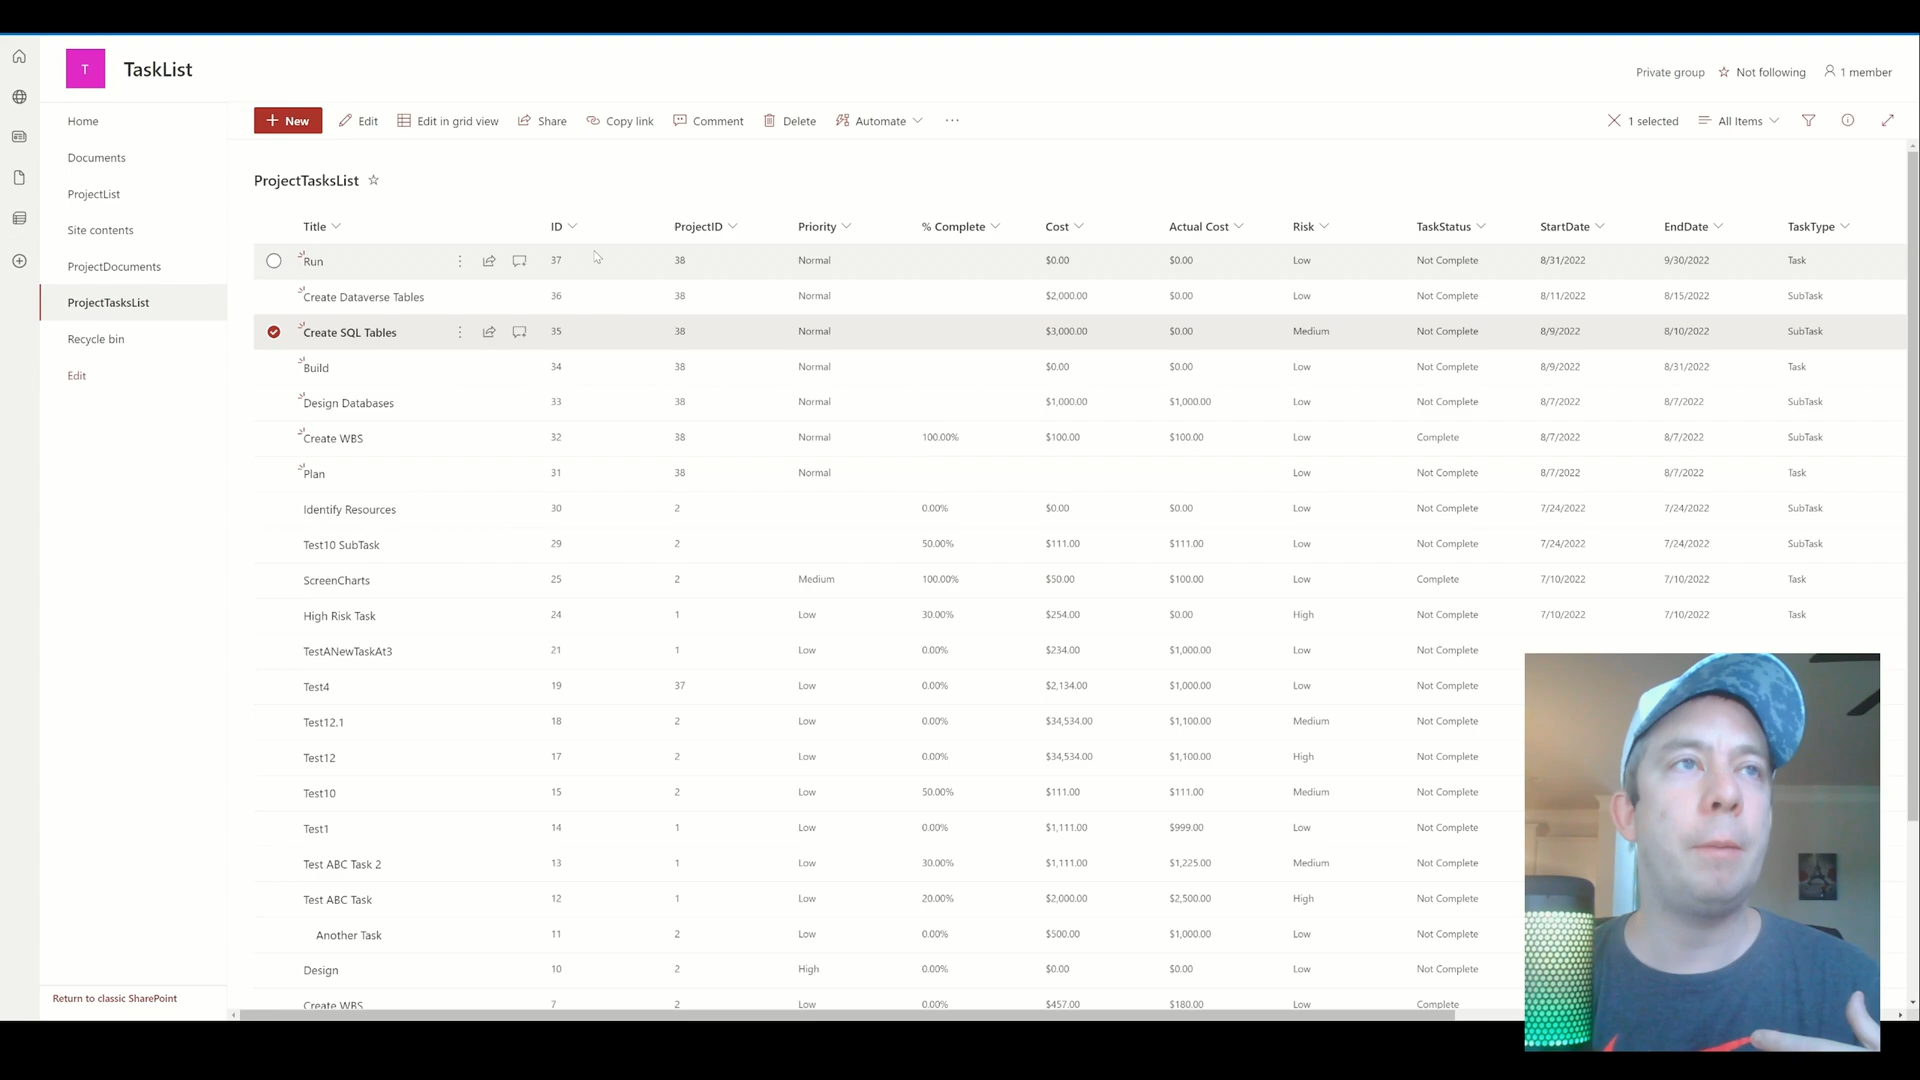 T TaskList
Private group Not following 1 member
Home
Documents
ProjectList
Site contents
ProjectDocuments
ProjectTasksList
Recycle bin
Edit
Return to classic SharePoint
+ New Edit Edit in grid view Share Copy link Comment Delete Automate ··· 1 selected All Items
ProjectTasksList
Title ID ProjectID Priority % Complete Cost Actual Cost Risk TaskStatus StartDate EndDate TaskType
Run 37 38 Normal $0.00 $0.00 Low Not Complete 8/31/2022 9/30/2022 Task
Create Dataverse Tables 36 38 Normal $2,000.00 $0.00 Low Not Complete 8/11/2022 8/15/2022 SubTask
Create SQL Tables 35 38 Normal $3,000.00 $0.00 Medium Not Complete 8/9/2022 8/10/2022 SubTask
Build 34 38 Normal $0.00 $0.00 Low Not Complete 8/9/2022 8/31/2022 Task
Design Databases 33 38 Normal $1,000.00 $1,000.00 Low Not Complete 8/7/2022 8/7/2022 SubTask
Create WBS 32 38 Normal 100.00% $100.00 $100.00 Low Complete 8/7/2022 8/7/2022 SubTask
Plan 31 38 Normal Low Not Complete 8/7/2022 8/7/2022 Task
Identify Resources 30 2 0.00% $0.00 $0.00 Low Not Complete 7/24/2022 7/24/2022 SubTask
Test10 SubTask 29 2 50.00% $111.00 $111.00 Low Not Complete 7/24/2022 7/24/2022 SubTask
ScreenCharts 25 2 Medium 100.00% $50.00 $100.00 Low Complete 7/10/2022 7/10/2022 Task
High Risk Task 24 1 Low 30.00% $254.00 $0.00 High Not Complete 7/10/2022 7/10/2022 Task
TestANewTaskAt3 21 1 Low 0.00% $234.00 $1,000.00 Low Not Complete
Test4 19 37 Low 0.00% $2,134.00 $1,000.00 Low Not Complete
Test12.1 18 2 Low 0.00% $34,534.00 $1,100.00 Medium Not Complete
Test12 17 2 Low 0.00% $34,534.00 $1,100.00 High Not Complete
Test10 15 2 Low 50.00% $111.00 $111.00 Medium Not Complete
Test1 14 1 Low 0.00% $1,111.00 $999.00 Low Not Complete
Test ABC Task 2 13 1 Low 30.00% $1,111.00 $1,225.00 Medium Not Complete
Test ABC Task 12 1 Low 20.00% $2,000.00 $2,500.00 High Not Complete
Another Task 11 2 Low 0.00% $500.00 $1,000.00 Low Not Complete
Design 10 2 High 0.00% $0.00 $0.00 Low Not Complete
Create WBS 7 2 Low 0.00% $457.00 $180.00 Low Complete